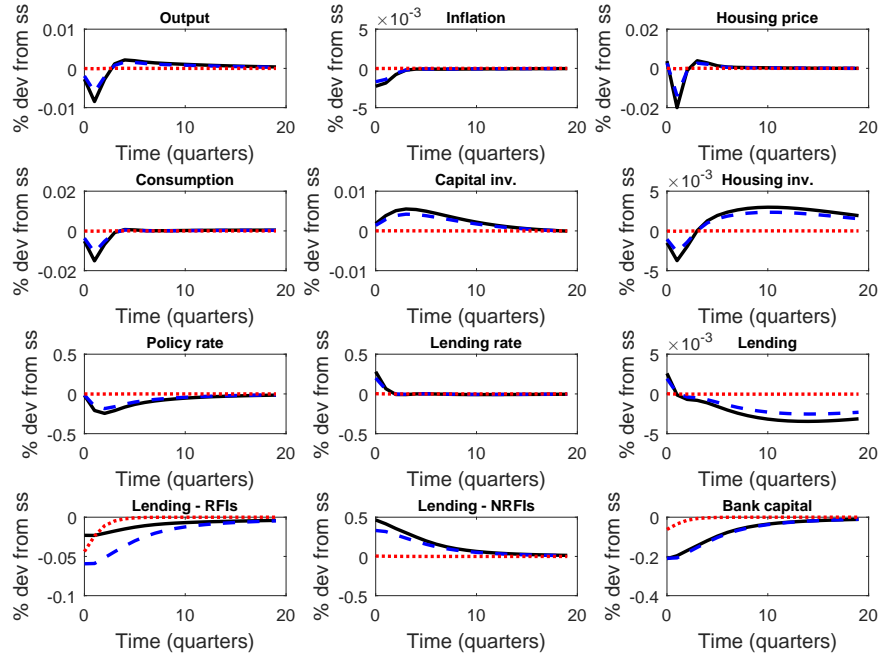 Output
Inflation
Housing price
% dev from ss
0.01
0
-0.01
0
10
20
Time (quarters)
% dev from ss
×10⁻³
5
0
-5
0
10
20
Time (quarters)
% dev from ss
0.02
0
-0.02
0
10
20
Time (quarters)
Consumption
Capital inv.
Housing inv.
% dev from ss
0.02
0
-0.02
0
10
20
Time (quarters)
% dev from ss
0.01
0
-0.01
0
10
20
Time (quarters)
% dev from ss
×10⁻³
5
0
-5
0
10
20
Time (quarters)
Policy rate
Lending rate
Lending
% dev from ss
0.5
0
-0.5
0
10
20
Time (quarters)
% dev from ss
0.5
0
-0.5
0
10
20
Time (quarters)
% dev from ss
×10⁻³
5
0
-5
0
10
20
Time (quarters)
Lending - RFIs
Lending - NRFIs
Bank capital
% dev from ss
0
-0.05
-0.1
0
10
20
Time (quarters)
% dev from ss
0.5
0
-0.5
0
10
20
Time (quarters)
% dev from ss
0
-0.2
-0.4
0
10
20
Time (quarters)